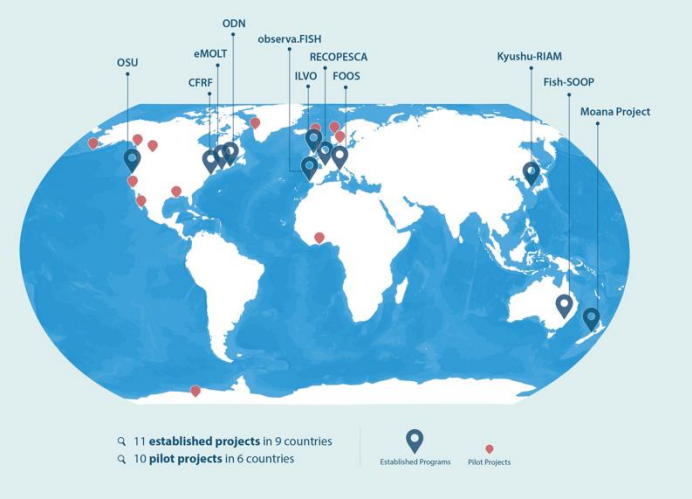 ODN
observa.FISH
eMOLT
RECOPESCA
Kyushu-RIAM
OSU
CFRF
ILVO
FOOS
Fish-SOOP
Moana Project
11 established projects in 9 countries
10 pilot projects in 6 countries
Established Programs
Pilot Projects